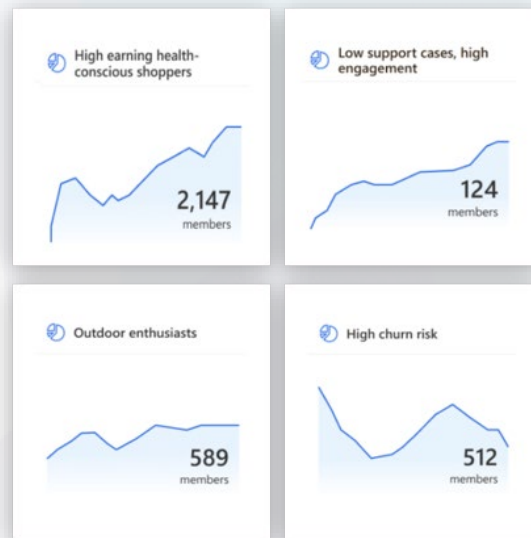 High earning health-
conscious shoppers
2,147
members
Low support cases, high
engagement
124
members
Outdoor enthusiasts
589
members
High churn risk
512
members